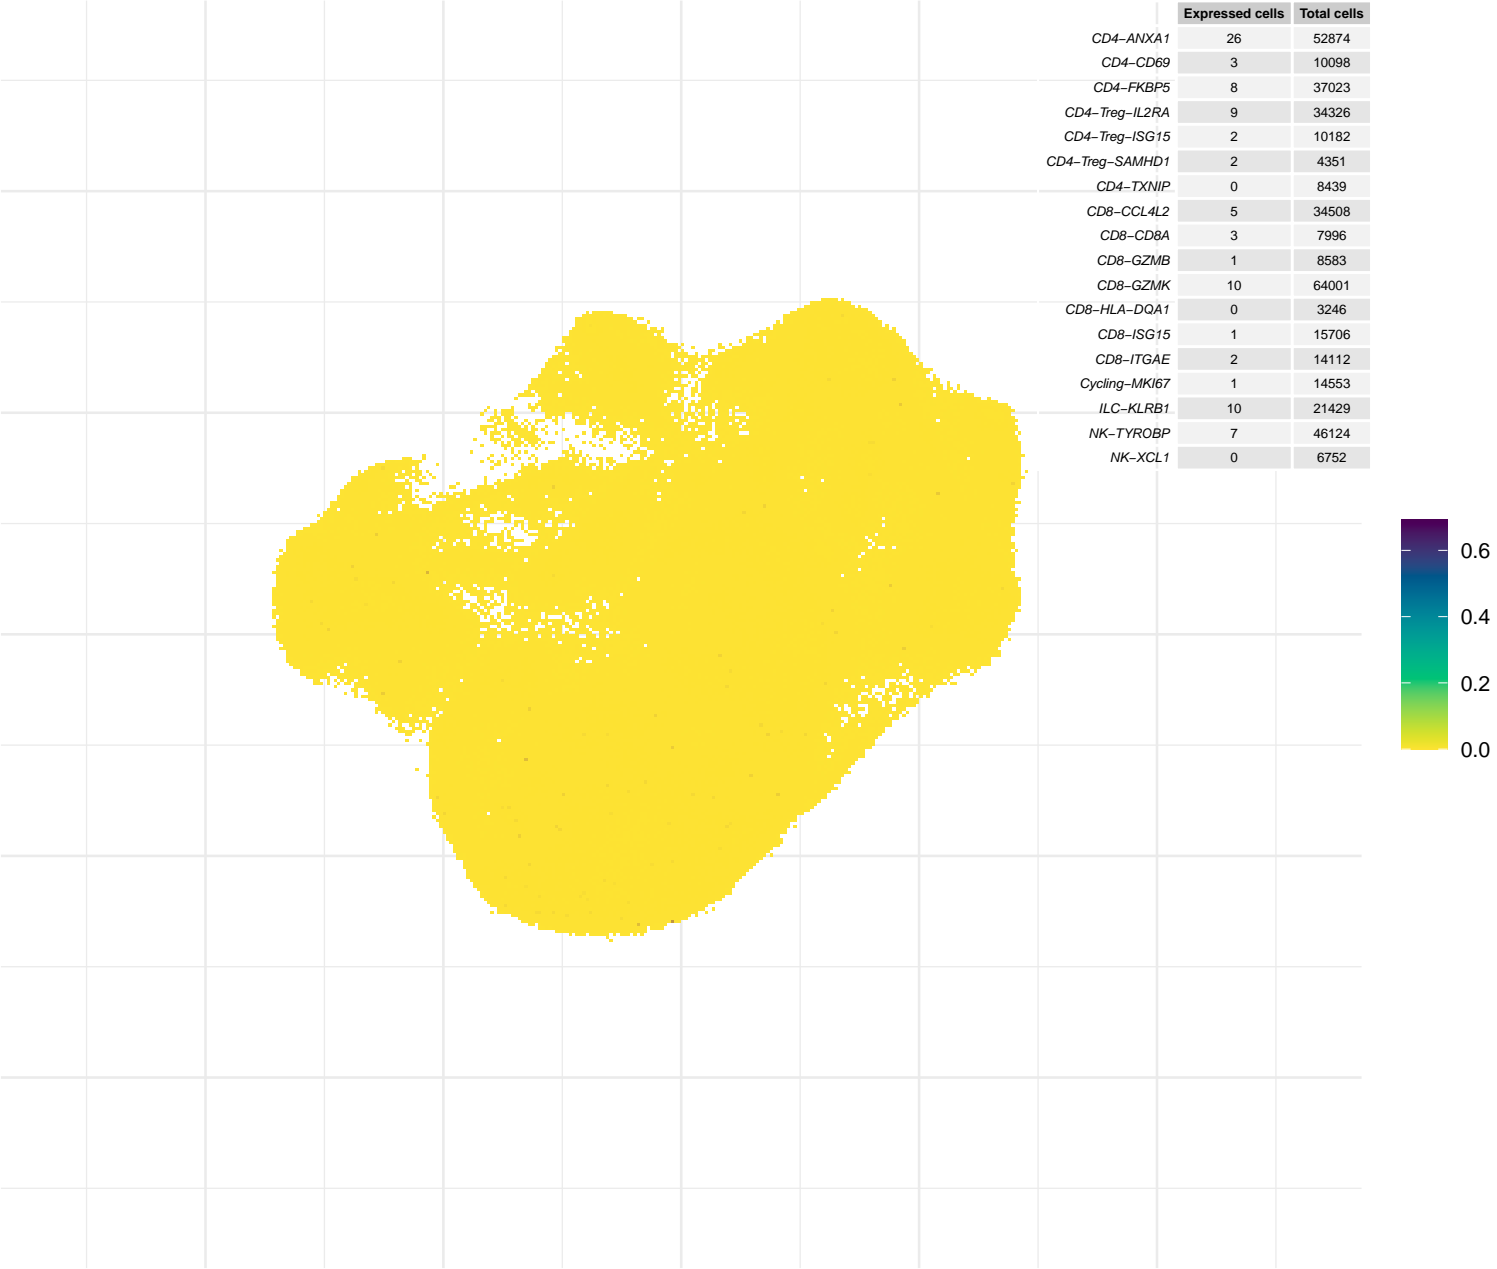 Expressed cells Total cells
CD4−ANXA1 26 52874
CD4−CD69 3 10098
CD4−FKBP5 8 37023
CD4−Treg−IL2RA 9 34326
CD4−Treg−ISG15 2 10182
CD4−Treg−SAMHD1 2 4351
CD4−TXNIP 0 8439
CD8−CCL4L2 5 34508
CD8−CD8A 3 7996
CD8−GZMB 1 8583
CD8−GZMK 10 64001
CD8−HLA−DQA1 0 3246
CD8−ISG15 1 15706
CD8−ITGAE 2 14112
Cycling−MKI67 1 14553
ILC−KLRB1 10 21429
NK−TYROBP 7 46124
NK−XCL1 0 6752
0.6
0.4
0.2
0.0